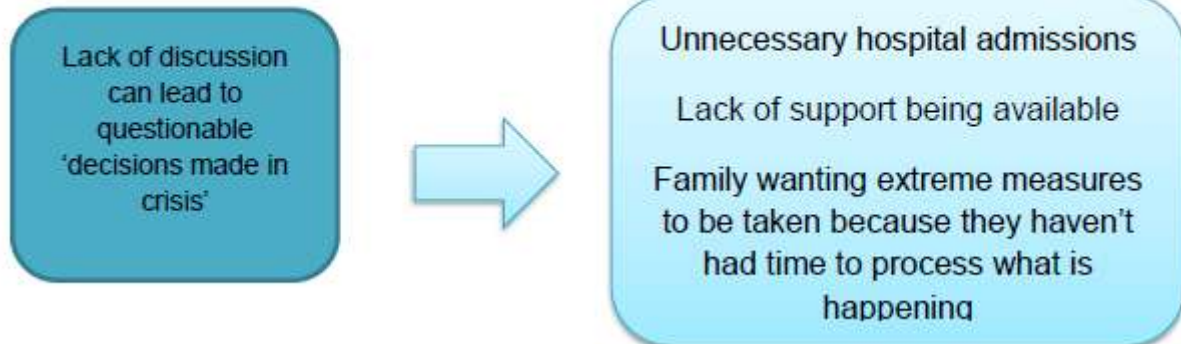 Lack of discussion
can lead to
questionable
‘decisions made in
crisis’
Unnecessary hospital admissions
Lack of support being available
Family wanting extreme measures
to be taken because they haven’t
had time to process what is
happening